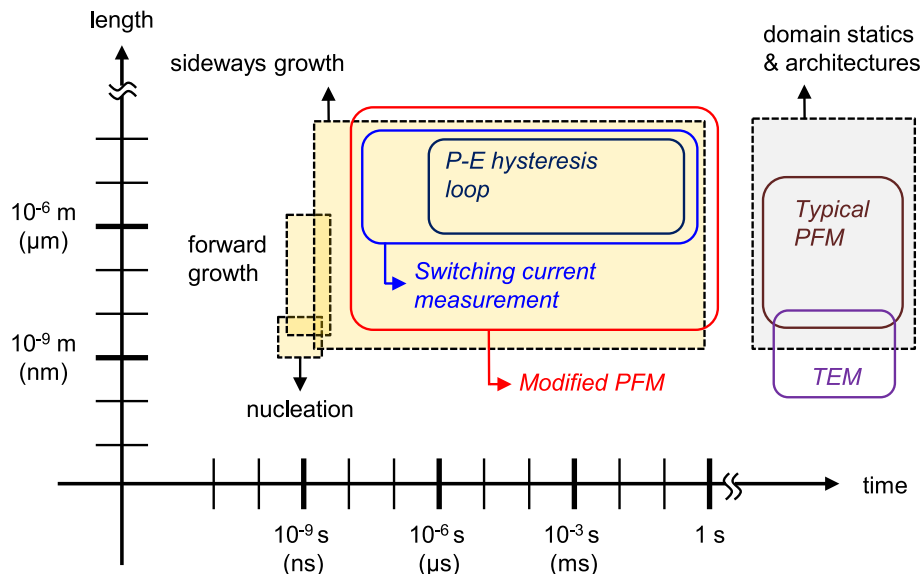 length
sideways growth
domain statics
& architectures
P-E hysteresis
loop
10⁻⁶ m
(µm)
forward
growth
Typical
PFM
Switching current
measurement
10⁻⁹ m
(nm)
Modified PFM
TEM
nucleation
time
10⁻⁹ s
(ns)
10⁻⁶ s
(µs)
10⁻³ s
(ms)
1 s